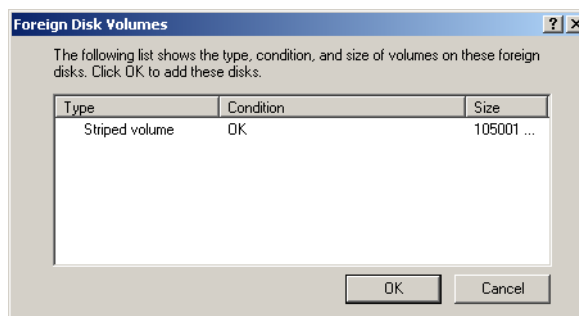 Foreign Disk Volumes
The following list shows the type, condition, and size of volumes on these foreign
disks. Click OK to add these disks.
Type Condition Size
Striped volume OK 105001 ...
OK Cancel